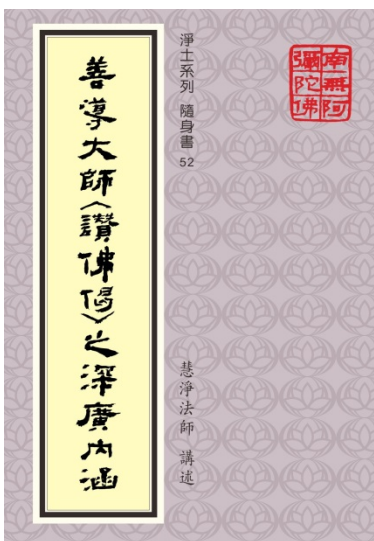 南無阿
彌陀佛
淨土系列 隨身書 52
慧淨法師 講述
善導大師〈讚佛偈〉之深廣內涵